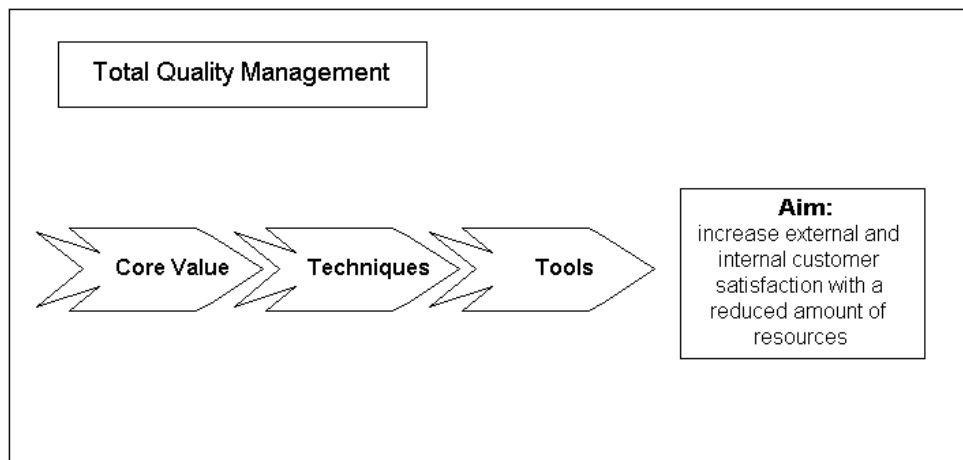 Total Quality Management
Core Value
Techniques
Tools
Aim:
increase external and
internal customer
satisfaction with a
reduced amount of
resources